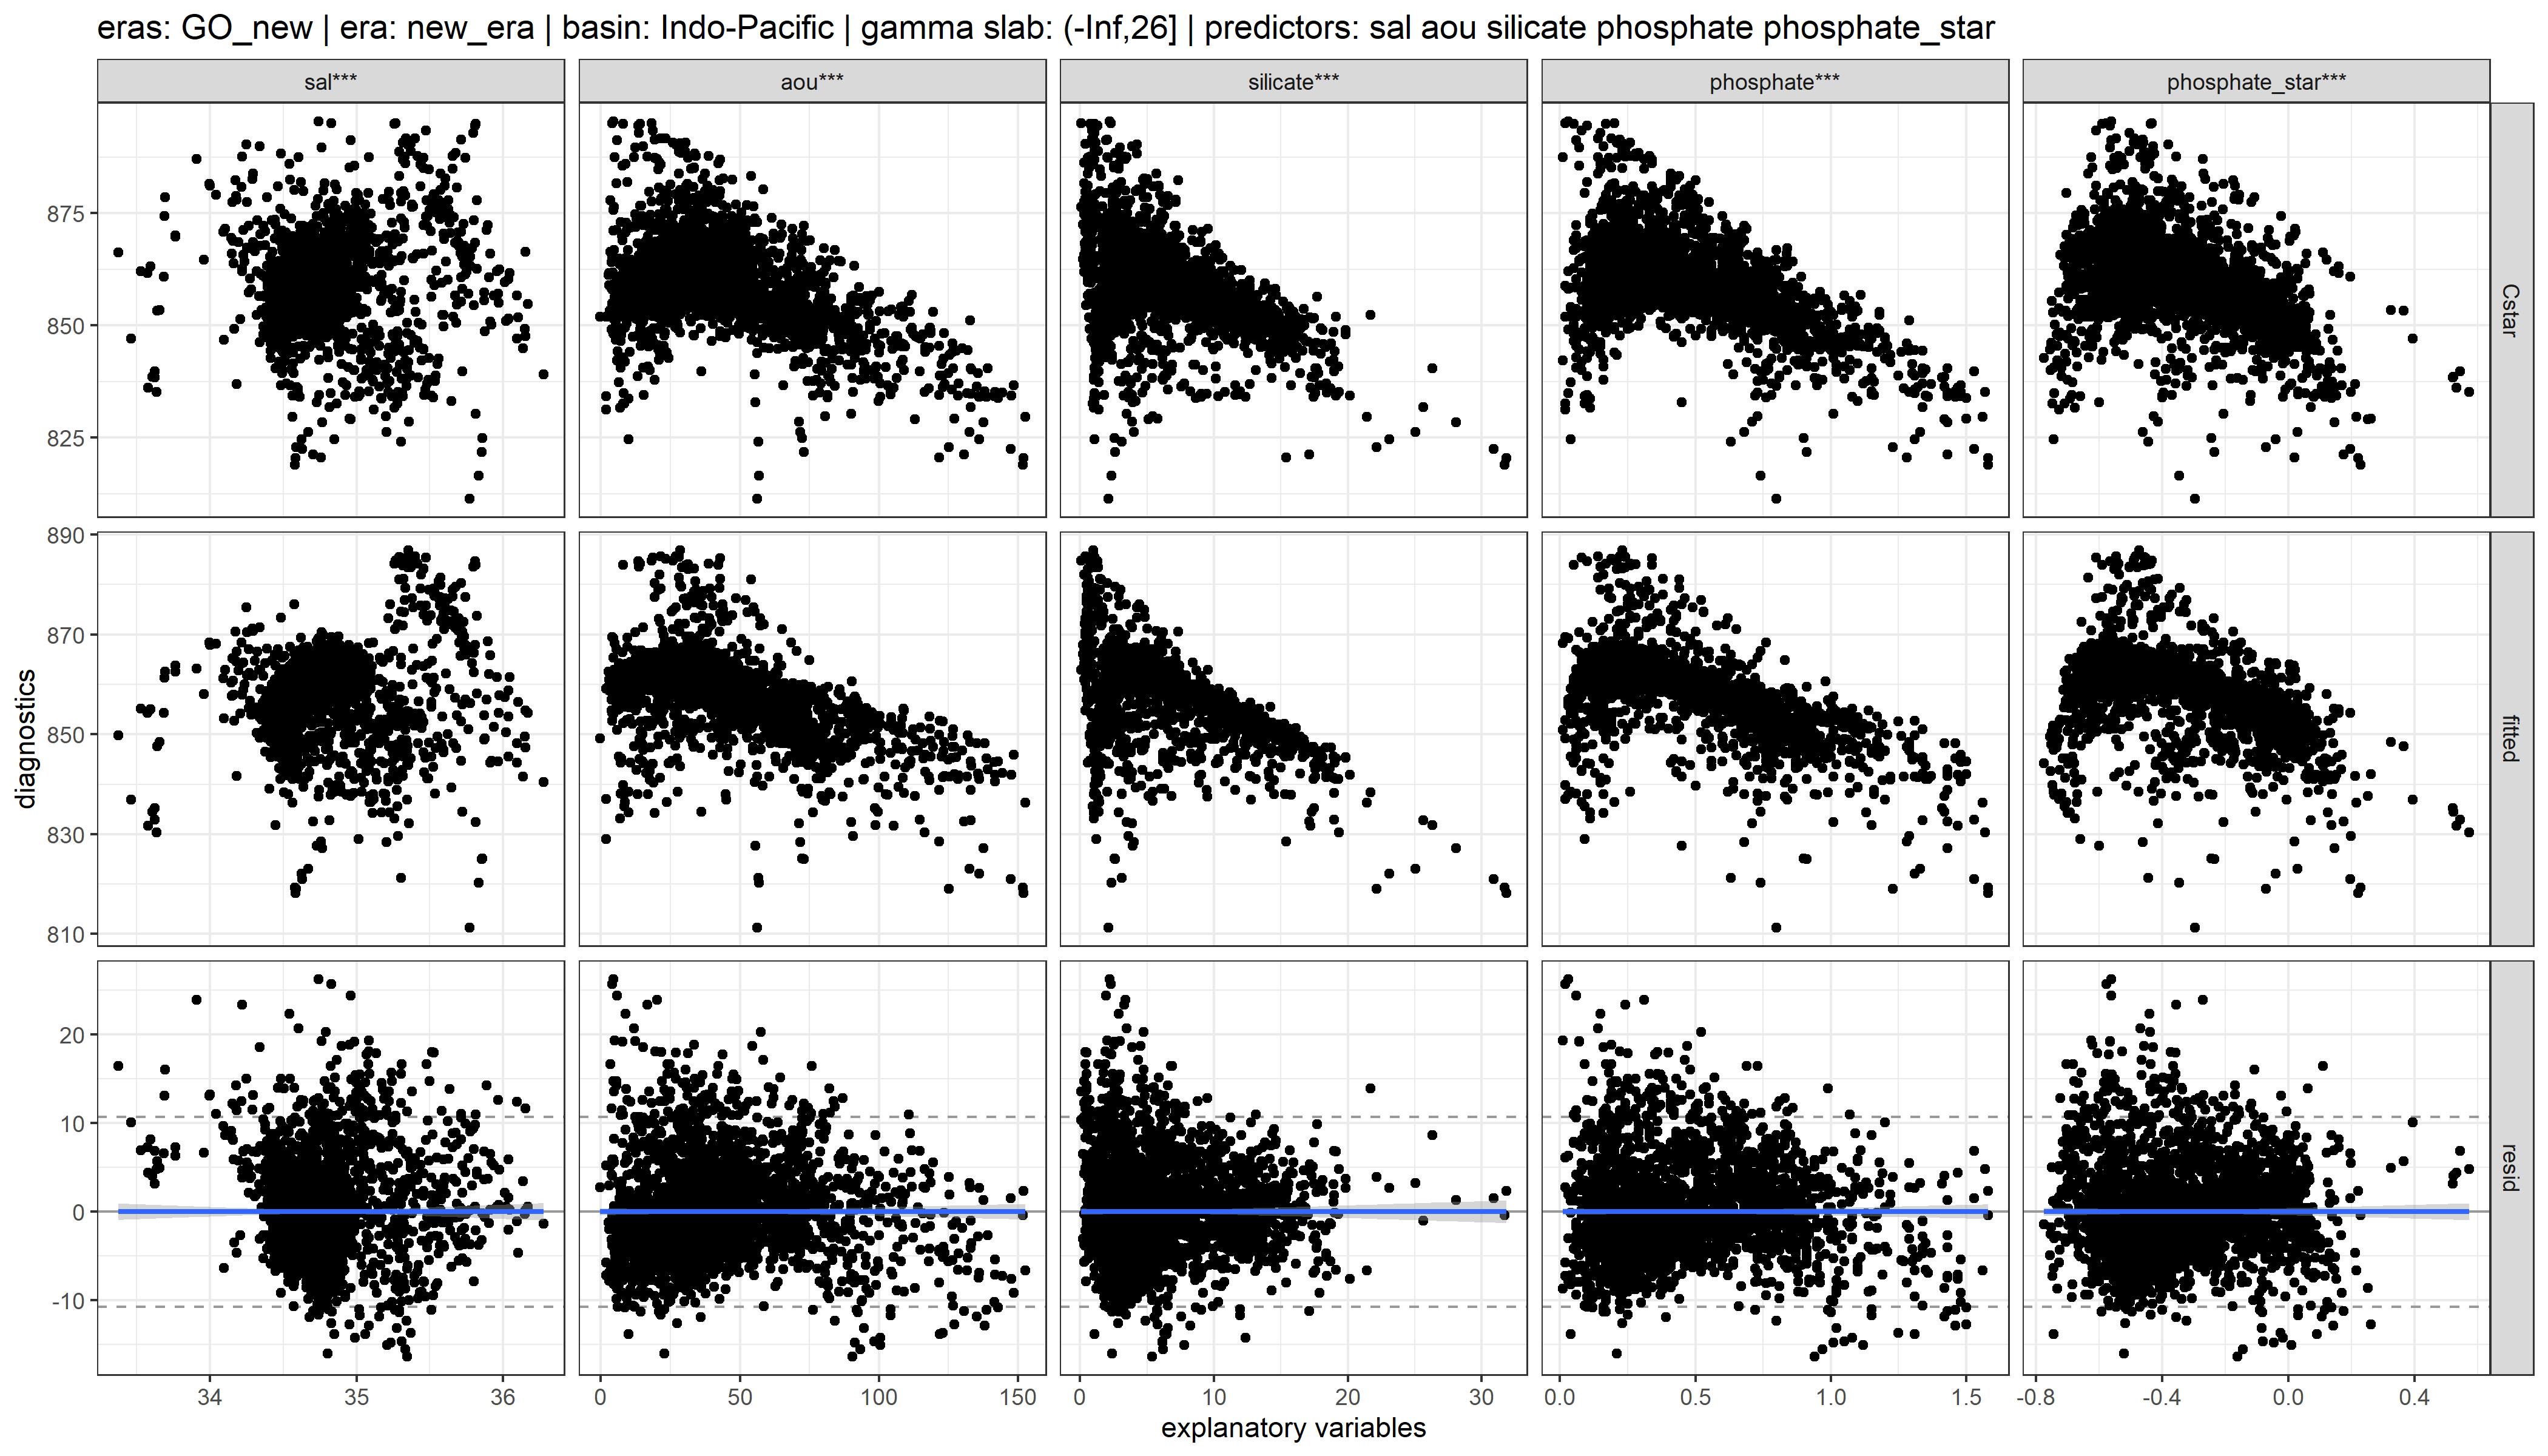 eras: GO_new | era: new_era | basin: Indo-Pacific | gamma slab: (-Inf,26] | predictors: sal aou silicate phosphate phosphate_star
sal*** aou*** silicate*** phosphate*** phosphate_star***
875
850
825
Cstar
890
870
850
830
810
fitted
diagnostics
20
10
0
-10
resid
34 35 36 0 50 100 150 0 10 20 30 0.0 0.5 1.0 1.5 -0.8 -0.4 0.0 0.4
explanatory variables